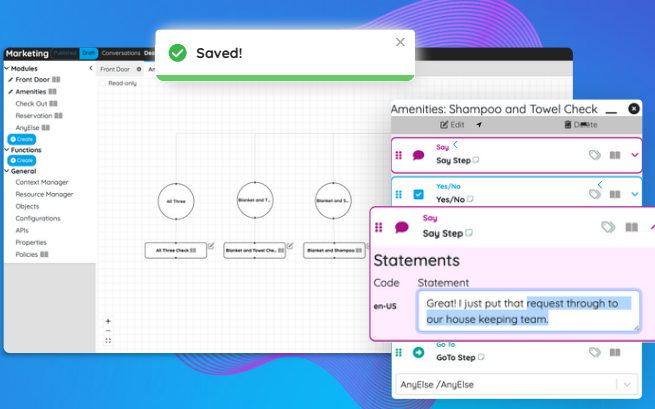 Saved!
Marketing Published Draft Conversations
Modules
Front Door
Amenities
Check Out
Reservation
AnyElse
Create
Functions
Create
General
Context Manager
Resource Manager
Objects
Configurations
APIs
Properties
Policies
Front Door
Read-only
All Three
Blanket and T...
Blanket and S...
All Three Check
Blanket and Towel Che...
Blanket and Shampoo
Amenities: Shampoo and Towel Check
Edit
Say
Say Step
Yes/No
Yes/No
Say
Say Step
Statements
Code Statement
en-US
Great! I just put that request through to
our house keeping team.
Go To
GoTo Step
AnyElse /AnyElse